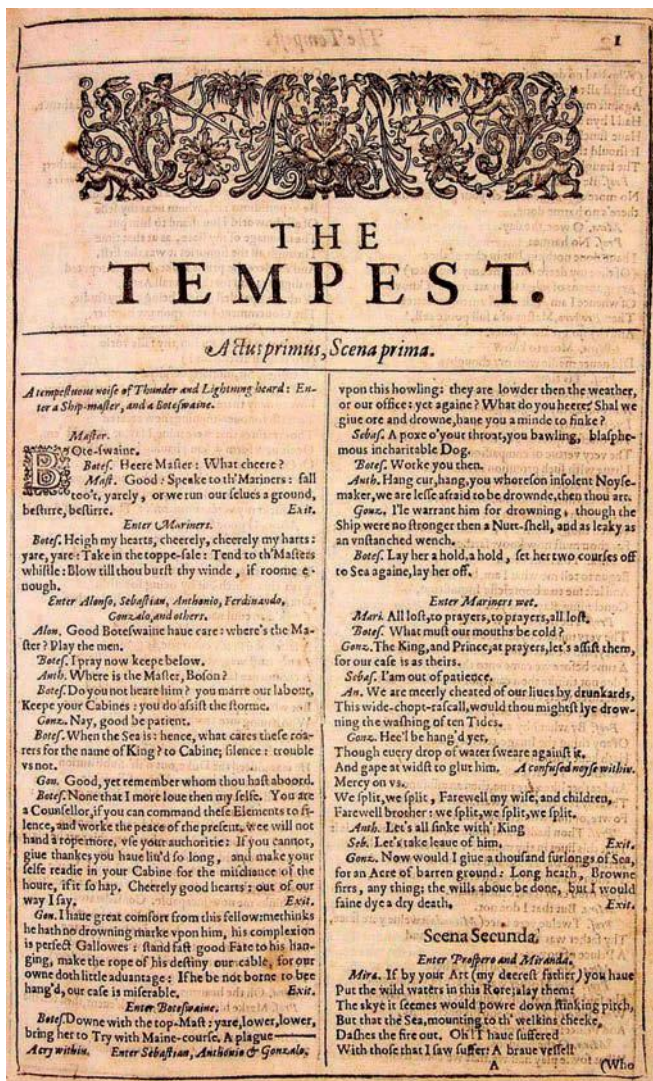 1
THE
TEMPEST.
Actus primus, Scena prima.
A tempestuous noise of Thunder and Lightning heard: En-
ter a Ship-master, and a Boteswaine.
Master.
BOte-swaine.
Botes. Heere Master: What cheere?
Mast. Good: Speake to th' Mariners: fall
too't, yarely, or we run our selues a ground,
bestirre, bestirre. Exit.
Enter Mariners.
Botes. Heigh my hearts, cheerely, cheerely my harts:
yare, yare: Take in the toppe-sale: Tend to th' Masters
whistle: Blow till thou burst thy winde, if roome e-
nough.
Enter Alonso, Sebastian, Anthonio, Ferdinando,
Gonzalo, and others.
Alon. Good Boteswaine haue care: where's the Ma-
ster? Play the men.
Botes. I pray now keepe below.
Anth. Where is the Master, Boson?
Botes. Do you not heare him? you marre our labour,
Keepe your Cabines: you do assist the storme.
Gonz. Nay, good be patient.
Botes. When the Sea is: hence, what cares these roa-
rers for the name of King? to Cabine; silence: trouble
vs not.
Gon. Good, yet remember whom thou hast aboord.
Botes. None that I more loue then my selfe. You are
a Counsellor, if you can command these Elements to si-
lence, and worke the peace of the present, wee will not
hand a rope more, vse your authoritie: If you cannot,
giue thankes you haue liu'd so long, and make your
selfe readie in your Cabine for the mischance of the
houre, if it so hap. Cheerely good hearts: out of our
way I say. Exit.
Gon. I haue great comfort from this fellow: methinks
he hath no drowning marke vpon him, his complexion
is perfect Gallowes: stand fast good Fate to his han-
ging, make the rope of his destiny our cable, for our
owne doth little aduantage: If he be not borne to bee
hang'd, our case is miserable. Exit.
Enter Boteswaine.
Botes. Downe with the top-Mast: yare, lower, lower,
bring her to Try with Maine-course. A plague——
A cry within. Enter Sebastian, Anthonio & Gonzalo.
vpon this howling: they are lowder then the weather,
or our office: yet againe? What do you heere? Shal we
giue ore and drowne, haue you a minde to sinke?
Sebas. A poxe o'your throat, you bawling, blasphe-
mous incharitable Dog.
Botes. Worke you then.
Anth. Hang cur, hang, you whoreson insolent Noyse-
maker, we are lesse afraid to be drownde, then thou art.
Gonz. I'le warrant him for drowning, though the
Ship were no stronger then a Nutt-shell, and as leaky as
an vnstanched wench.
Botes. Lay her a hold, a hold, set her two courses off
to Sea againe, lay her off.
Enter Mariners wet.
Mari. All lost, to prayers, to prayers, all lost.
Botes. What must our mouths be cold?
Gonz. The King, and Prince, at prayers, let's assist them,
for our case is as theirs.
Sebas. I'am out of patience.
An. We are meerly cheated of our liues by drunkards,
This wide-chopt-rascall, would thou mightst lye drow-
ning the washing of ten Tides.
Gonz. Hee'l be hang'd yet,
Though euery drop of water sweare against it,
And gape at widst to glut him. A confused noyse within.
Mercy on vs.
We split, we split, Farewell my wife, and children,
Farewell brother: we split, we split, we split.
Anth. Let's all sinke with' King
Seb. Let's take leaue of him. Exit.
Gonz. Now would I giue a thousand furlongs of Sea,
for an Acre of barren ground: Long heath, Browne
firrs, any thing; the wills aboue be done, but I would
faine dye a dry death. Exit.
Scena Secunda.
Enter Prospero and Miranda.
Mira. If by your Art (my deerest father) you haue
Put the wild waters in this Rore; alay them:
The skye it seemes would powre down stinking pitch,
But that the Sea, mounting to th' welkins cheeke,
Dashes the fire out. Oh! I haue suffered
With those that I saw suffer: A braue vessell
A
(Who